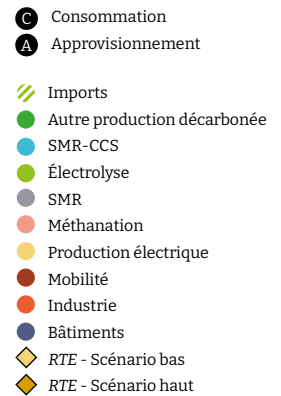 C Consommation
A Approvisionnement
Imports
Autre production décarbonée
SMR-CCS
Électrolyse
SMR
Méthanation
Production électrique
Mobilité
Industrie
Bâtiments
RTE - Scénario bas
RTE - Scénario haut